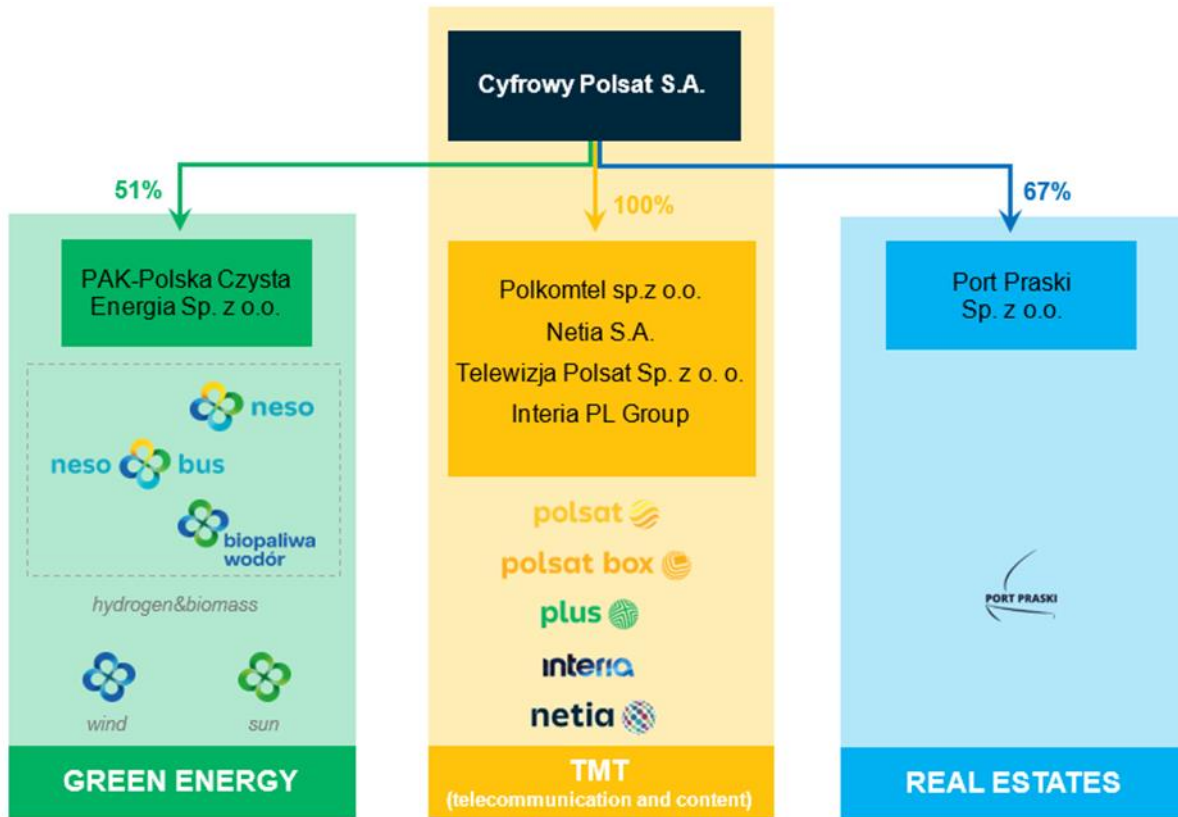 Cyfrowy Polsat S.A.
51%
100%
67%
PAK-Polska Czysta
Energia Sp. z o.o.
neso
neso bus
biopaliwa
wodór
hydrogen&biomass
wind
sun
GREEN ENERGY
Polkomtel sp.z o.o.
Netia S.A.
Telewizja Polsat Sp. z o. o.
Interia PL Group
polsat
polsat box
plus
interia
netia
TMT
(telecommunication and content)
Port Praski
Sp. z o.o.
PORT PRASKI
REAL ESTATES